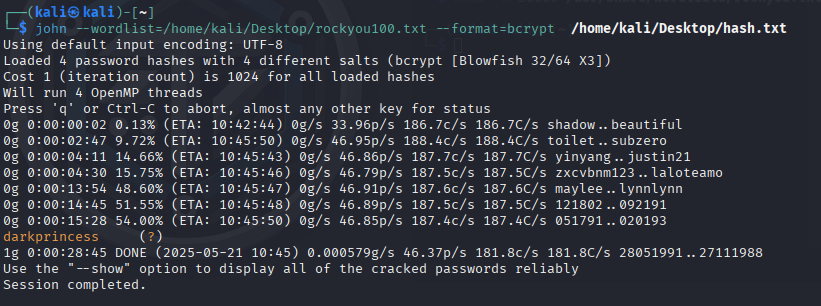 ┌──(kali㉿kali)-[~]
└─$ john --wordlist=/home/kali/Desktop/rockyou100.txt --format=bcrypt  /home/kali/Desktop/hash.txt
Using default input encoding: UTF-8
Loaded 4 password hashes with 4 different salts (bcrypt [Blowfish 32/64 X3])
Cost 1 (iteration count) is 1024 for all loaded hashes
Will run 4 OpenMP threads
Press 'q' or Ctrl-C to abort, almost any other key for status
0g 0:00:00:02 0.13% (ETA: 10:42:44) 0g/s 33.96p/s 186.7c/s 186.7C/s shadow..beautiful
0g 0:00:02:47 9.72% (ETA: 10:45:50) 0g/s 46.95p/s 188.4c/s 188.4C/s toilet..subzero
0g 0:00:04:11 14.66% (ETA: 10:45:43) 0g/s 46.86p/s 187.7c/s 187.7C/s yinyang..justin21
0g 0:00:04:30 15.75% (ETA: 10:45:46) 0g/s 46.79p/s 187.5c/s 187.5C/s zxcvbnm123..laloteamo
0g 0:00:13:54 48.60% (ETA: 10:45:47) 0g/s 46.91p/s 187.6c/s 187.6C/s maylee..lynnlynn
0g 0:00:14:45 51.55% (ETA: 10:45:48) 0g/s 46.89p/s 187.5c/s 187.5C/s 121802..092191
0g 0:00:15:28 54.00% (ETA: 10:45:50) 0g/s 46.85p/s 187.4c/s 187.4C/s 051791..020193
darkprincess     (?)
1g 0:00:28:45 DONE (2025-05-21 10:45) 0.000579g/s 46.37p/s 181.8c/s 181.8C/s 28051991..27111988
Use the "--show" option to display all of the cracked passwords reliably
Session completed.